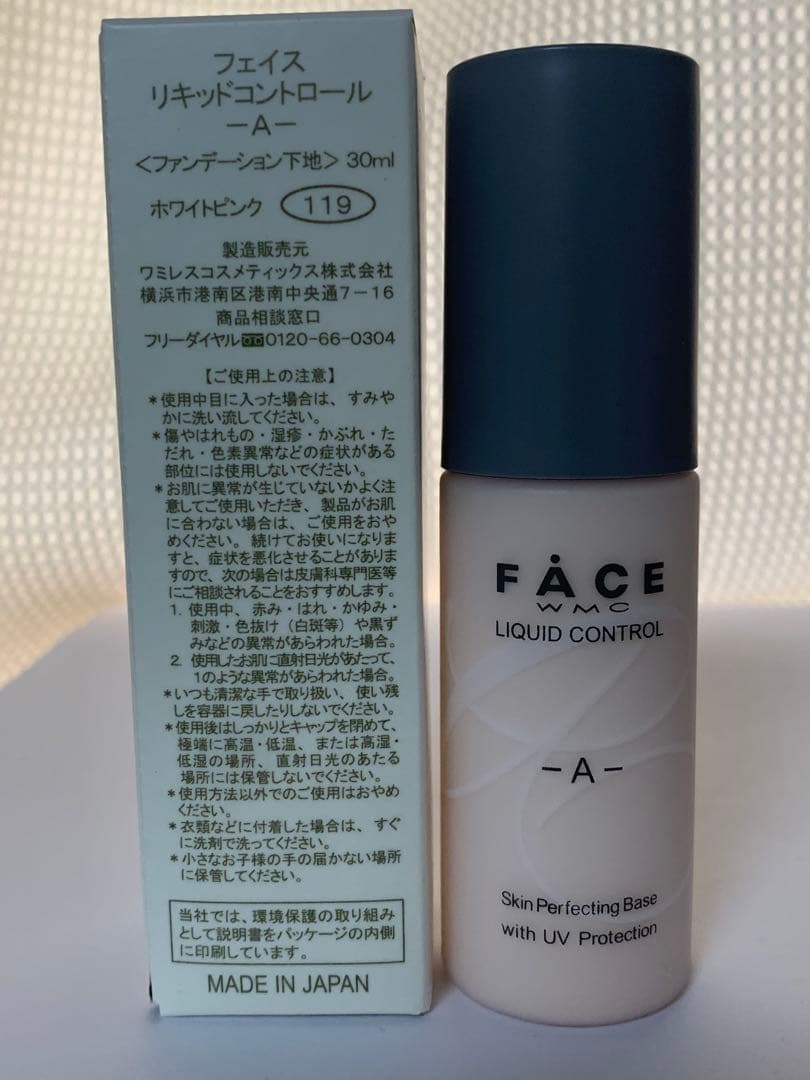 フェイス
リキッドコントロール
－A－
＜ファンデーション下地＞30ml
ホワイトピンク 119
製造販売元
ワミレスコスメティックス株式会社
横浜市港南区港南中央通7－16
商品相談窓口
フリーダイヤル0120-66-0304
【ご使用上の注意】
＊使用中目に入った場合は、すみや
かに洗い流してください。
＊傷やはれもの・湿疹・かぶれ・た
だれ・色素異常などの症状がある
部位には使用しないでください。
＊お肌に異常が生じていないかよく注
意してご使用いただき、製品がお肌
に合わない場合は、ご使用をおや
めください。続けてお使いになりま
すと、症状を悪化させることがありま
すので、次の場合は皮膚科専門医等
にご相談されることをおすすめします。
1. 使用中、赤み・はれ・かゆみ・
刺激・色抜け（白斑等）や黒ず
みなどの異常があらわれた場合。
2. 使用したお肌に直射日光があたって、
1のような異常があらわれた場合。
＊いつも清潔な手で取り扱い、使い残
しを容器に戻したりしないでください。
＊使用後はしっかりとキャップを閉めて、
極端に高温・低温、または高湿・
低湿の場所、直射日光のあたる
場所には保管しないでください。
＊使用方法以外でのご使用はおやめ
ください。
＊衣類などに付着した場合は、すぐ
に洗剤で洗ってください。
＊小さなお子様の手の届かない場所
に保管してください。
当社では、環境保護の取り組み
として説明書をパッケージの内側
に印刷しています。
MADE IN JAPAN
FACE
WMC
LIQUID CONTROL
－A－
Skin Perfecting Base
with UV Protection